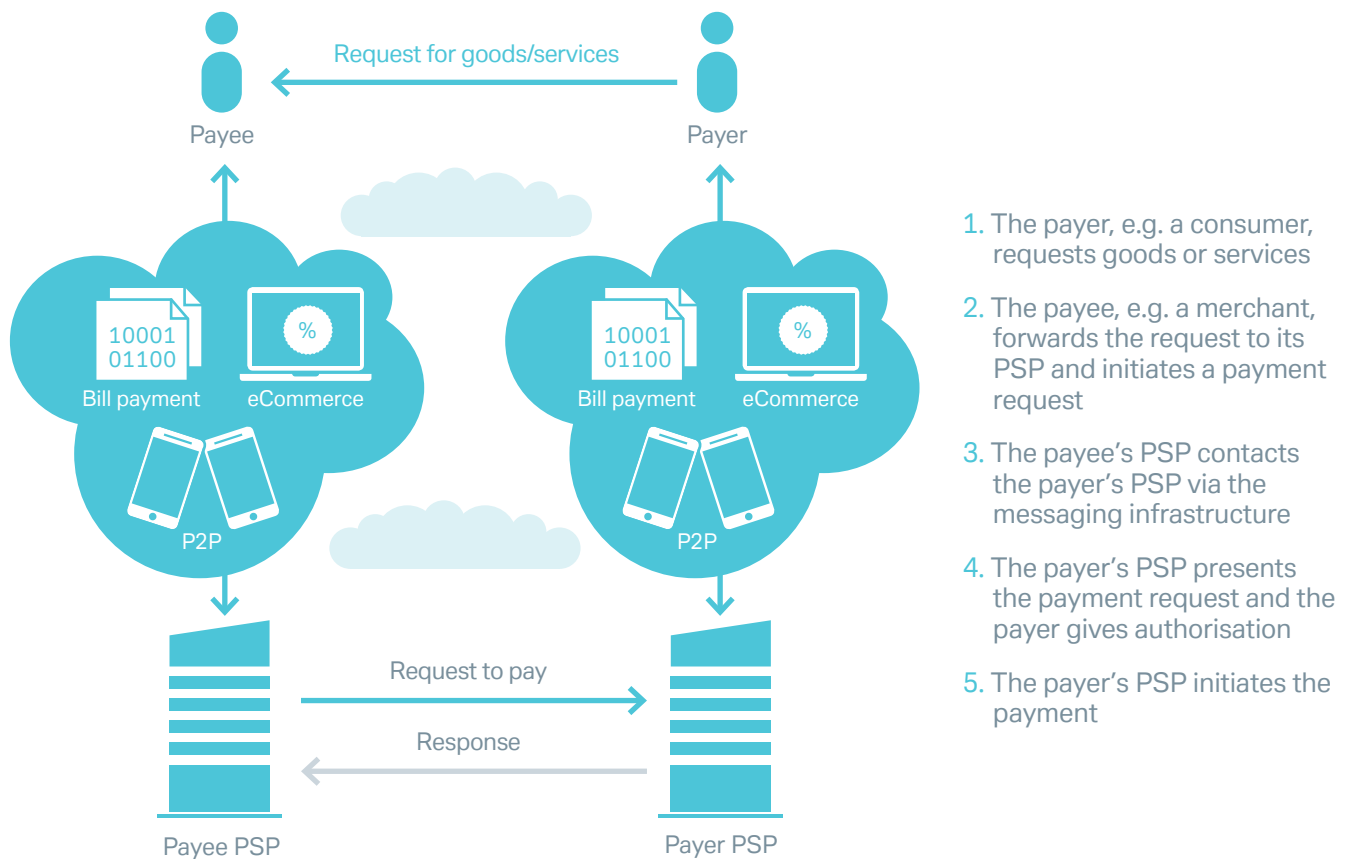 Request for goods/services
Payee
Payer
10001
01100
%
Bill payment
eCommerce
P2P
10001
01100
%
Bill payment
eCommerce
P2P
Request to pay
Response
Payee PSP
Payer PSP
1. The payer, e.g. a consumer,
requests goods or services
2. The payee, e.g. a merchant,
forwards the request to its
PSP and initiates a payment
request
3. The payee’s PSP contacts
the payer’s PSP via the
messaging infrastructure
4. The payer’s PSP presents
the payment request and the
payer gives authorisation
5. The payer’s PSP initiates the
payment